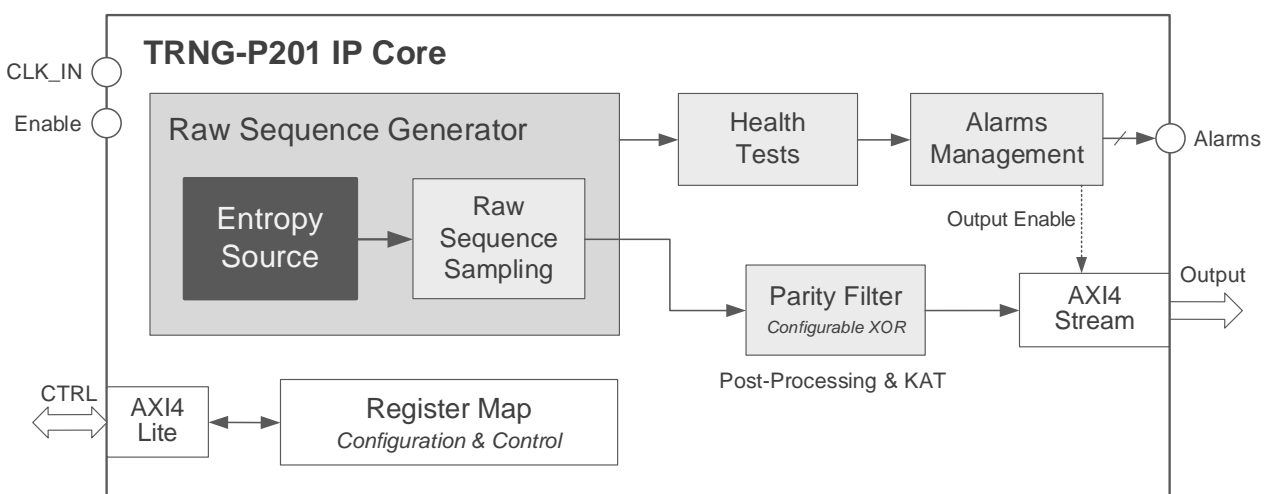 TRNG-P201 IP Core
CLK_IN
Enable
Raw Sequence Generator
Entropy
Source
Raw
Sequence
Sampling
Health
Tests
Alarms
Management
Alarms
Output Enable
Parity Filter
Configurable XOR
Post-Processing & KAT
AXI4
Stream
Output
CTRL
AXI4
Lite
Register Map
Configuration & Control